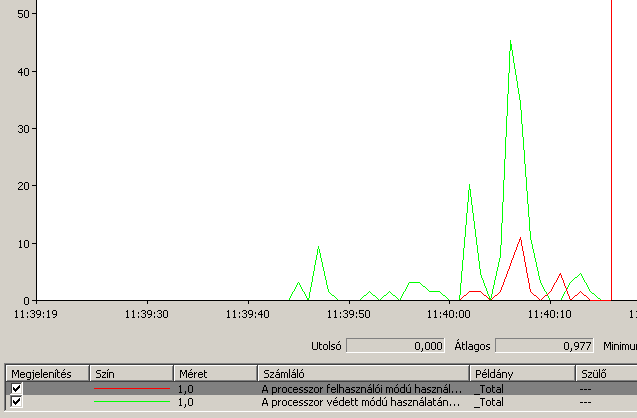 50
40
30
20
10
0
11:39:19 11:39:30 11:39:40 11:39:50 11:40:00 11:40:10
Utolsó 0,000 Átlagos 0,977 Minimum
Megjelenítés Szín Méret Számláló Példány Szülő
1,0 A processzor felhasználói módú használ... _Total ---
1,0 A processzor védett módú használatán... _Total ---